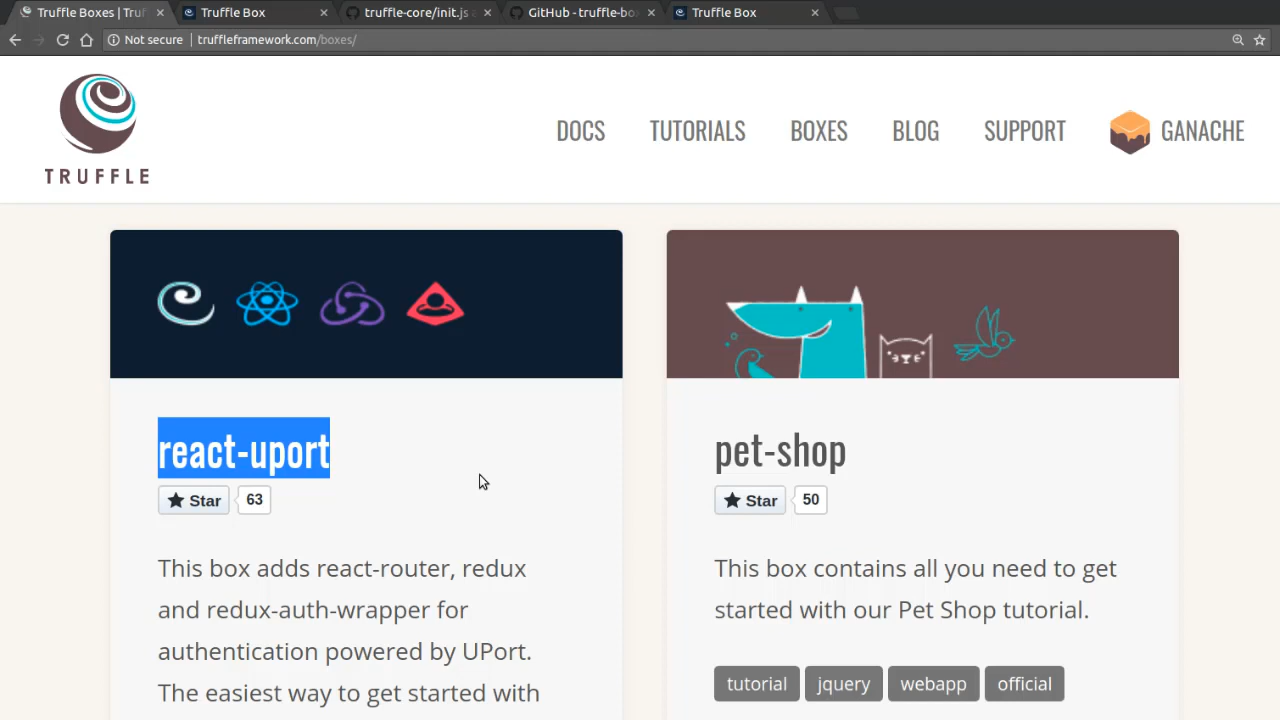 Truffle Boxes | Truf
Truffle Box
truffle-core/init.js a
GitHub - truffle-bo
Truffle Box
Not secure
truffleframework.com/boxes/
TRUFFLE
DOCS
TUTORIALS
BOXES
BLOG
SUPPORT
GANACHE
react-uport
Star
63
This box adds react-router, redux
and redux-auth-wrapper for
authentication powered by UPort.
The easiest way to get started with
pet-shop
Star
50
This box contains all you need to get
started with our Pet Shop tutorial.
tutorial
jquery
webapp
official